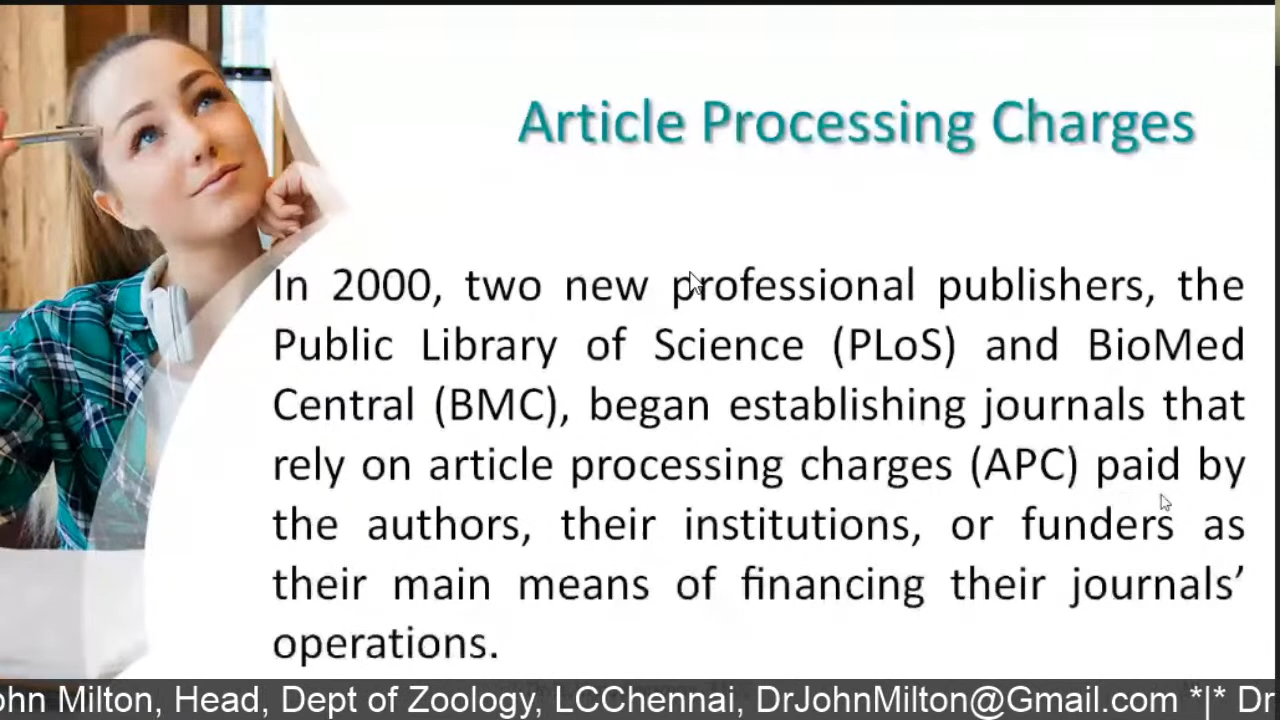 Article Processing Charges
In 2000, two new professional publishers, the
Public Library of Science (PLoS) and BioMed
Central (BMC), began establishing journals that
rely on article processing charges (APC) paid by
the authors, their institutions, or funders as
their main means of financing their journals’
operations.
ohn Milton, Head, Dept of Zoology, LCChennai, DrJohnMilton@Gmail.com *|* Dr